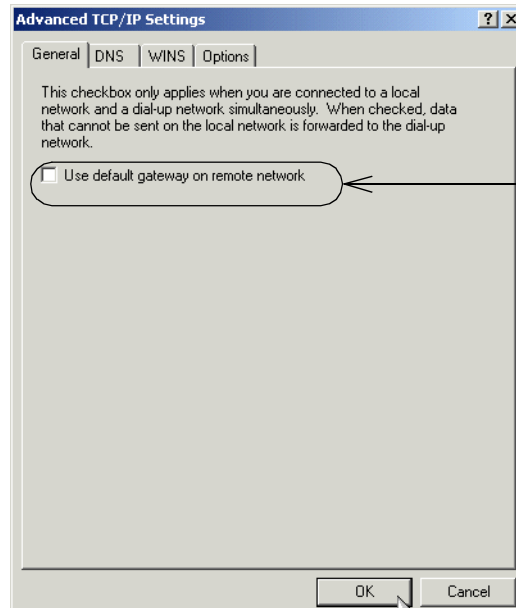 Advanced TCP/IP Settings
General DNS WINS Options
This checkbox only applies when you are connected to a local
network and a dial-up network simultaneously. When checked, data
that cannot be sent on the local network is forwarded to the dial-up
network.
Use default gateway on remote network
OK Cancel